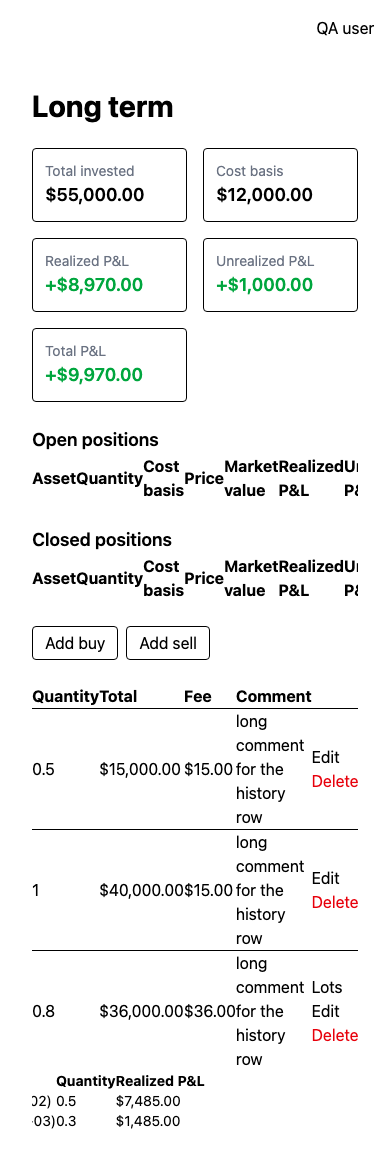 QA user
Long term
Total invested Cost basis
$55,000.00 $12,000.00
Realized P&L Unrealized P&L
+$8,970.00 +$1,000.00
Total P&L
+$9,970.00
Open positions
Asset Quantity Cost basis Price Market value Realized P&L
Closed positions
Asset Quantity Cost basis Price Market value Realized P&L
Add buy Add sell
Quantity Total Fee Comment
0.5 $15,000.00 $15.00 long comment for the history row Edit Delete
1 $40,000.00 $15.00 long comment for the history row Edit Delete
0.8 $36,000.00 $36.00 long comment for the history row Lots Edit Delete
Quantity Realized P&L
02) 0.5 $7,485.00
-03) 0.3 $1,485.00